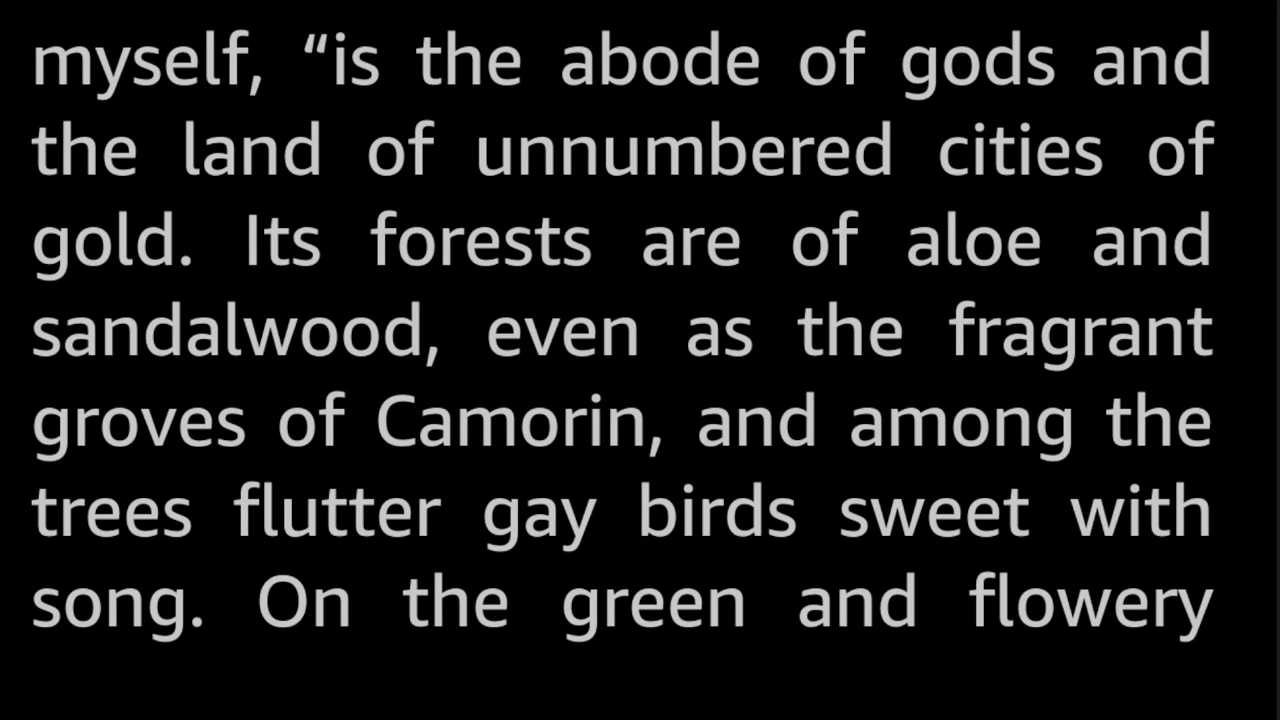 myself, “is the abode of gods and
the land of unnumbered cities of
gold. Its forests are of aloe and
sandalwood, even as the fragrant
groves of Camorin, and among the
trees flutter gay birds sweet with
song. On the green and flowery